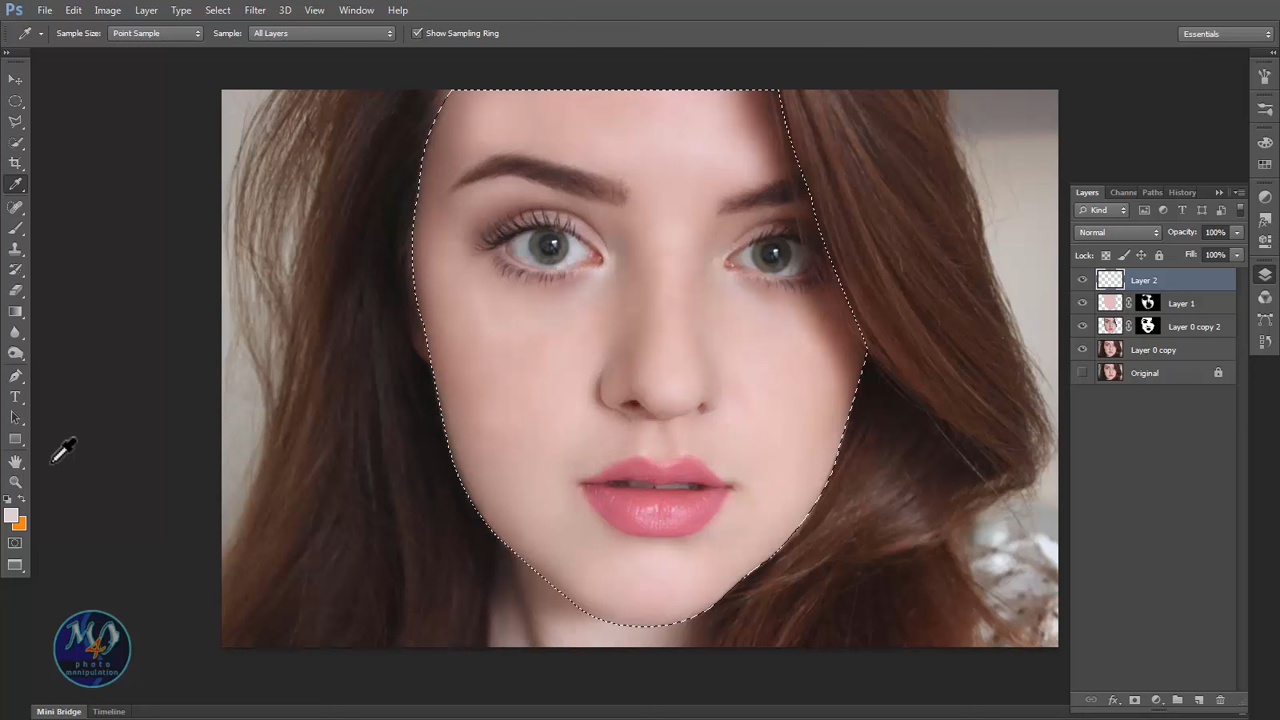 Ps File Edit Image Layer Type Select Filter 3D View Window Help
Sample Size: Point Sample Sample: All Layers Show Sampling Ring Essentials
Layers Channe Paths History
Kind
Normal Opacity: 100%
Lock: Fill: 100%
Layer 2
Layer 1
Layer 0 copy 2
Layer 0 copy
Original
M4D
photo
manipulation
Mini Bridge Timeline